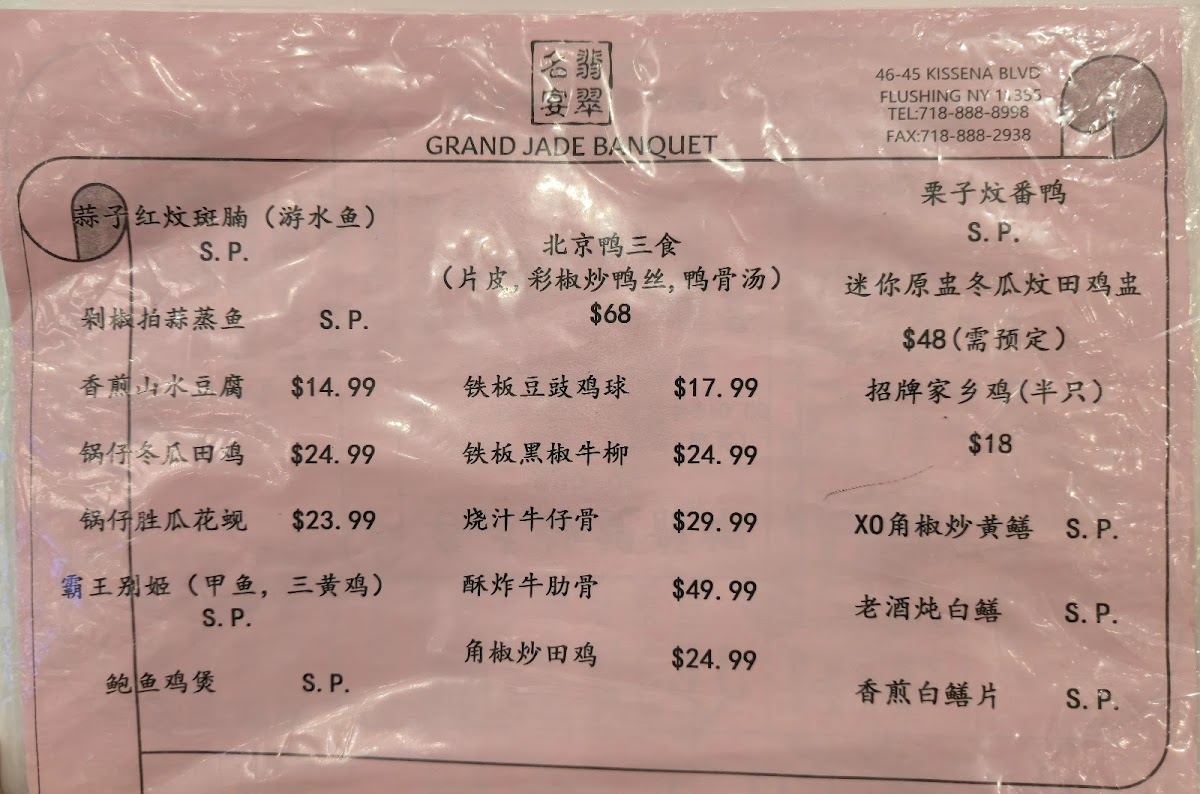 翡翠
名宴
GRAND JADE BANQUET
46-45 KISSENA BLVD
FLUSHING NY 11355
TEL:718-888-8998
FAX:718-888-2938
蒜子红炆斑腩（游水鱼）
S.P.
剁椒拍蒜蒸鱼 S.P.
香煎山水豆腐 $14.99
锅仔冬瓜田鸡 $24.99
锅仔胜瓜花蚬 $23.99
霸王别姬（甲鱼，三黄鸡）
S.P.
鲍鱼鸡煲 S.P.
北京鸭三食
（片皮,彩椒炒鸭丝,鸭骨汤）
$68
铁板豆豉鸡球 $17.99
铁板黑椒牛柳 $24.99
烧汁牛仔骨 $29.99
酥炸牛肋骨 $49.99
角椒炒田鸡 $24.99
栗子炆番鸭
S.P.
迷你原盅冬瓜炆田鸡盅
$48(需预定)
招牌家乡鸡(半只)
$18
XO角椒炒黄鳝 S.P.
老酒炖白鳝 S.P.
香煎白鳝片 S.P.